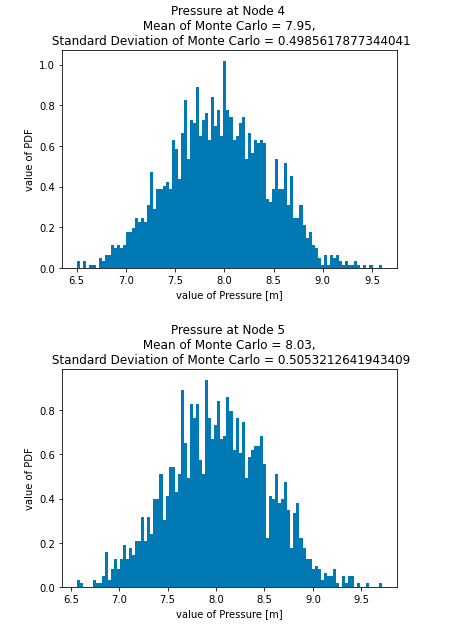 Pressure at Node 4
Mean of Monte Carlo = 7.95,
Standard Deviation of Monte Carlo = 0.4985617877344041
value of PDF
1.0
0.8
0.6
0.4
0.2
0.0
6.5 7.0 7.5 8.0 8.5 9.0 9.5
value of Pressure [m]
Pressure at Node 5
Mean of Monte Carlo = 8.03,
Standard Deviation of Monte Carlo = 0.5053212641943409
value of PDF
0.8
0.6
0.4
0.2
0.0
6.5 7.0 7.5 8.0 8.5 9.0 9.5
value of Pressure [m]